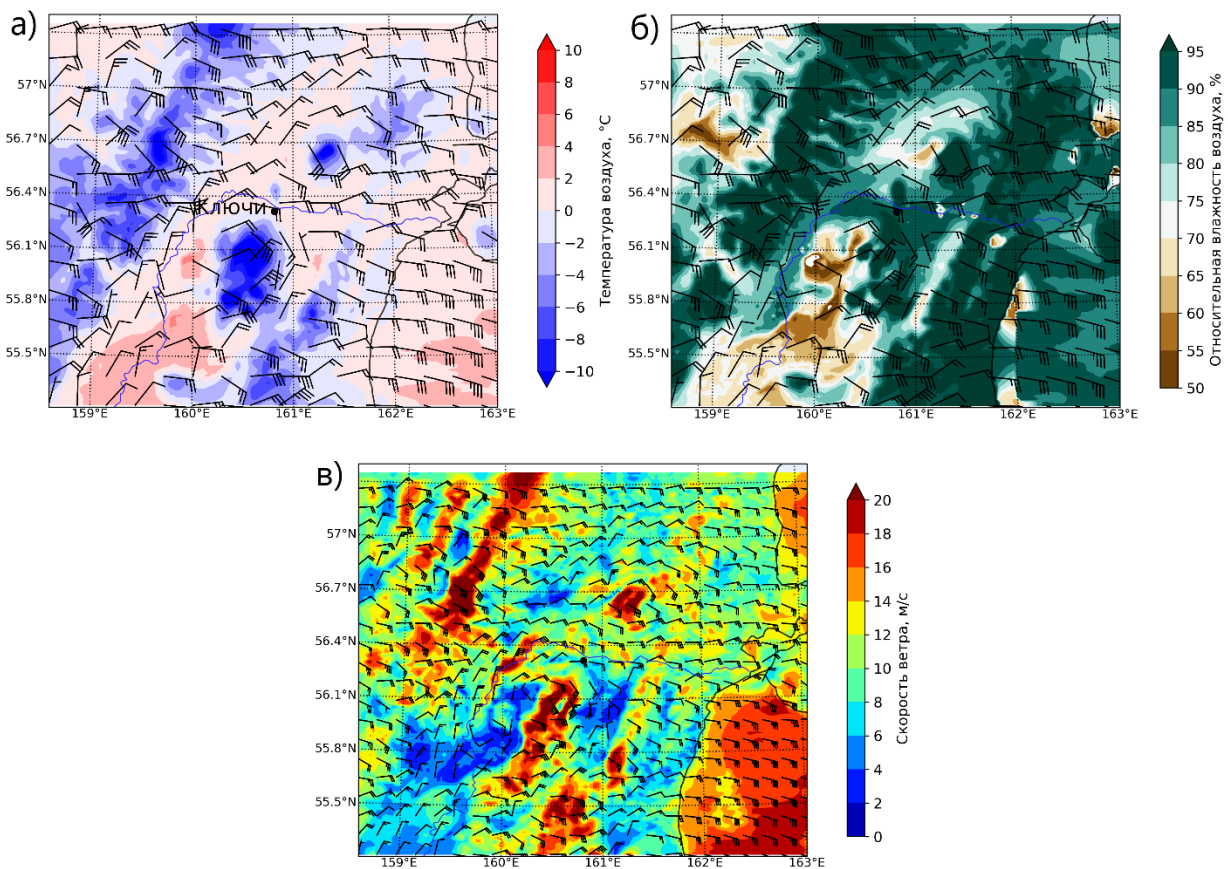 а)
57°N
56.7°N
56.4°N
56.1°N
55.8°N
55.5°N
159°E
160°E
161°E
162°E
163°E
Ключи
10
8
6
4
2
0
−2
−4
−6
−8
−10
Температура воздуха, °C
б)
57°N
56.7°N
56.4°N
56.1°N
55.8°N
55.5°N
159°E
160°E
161°E
162°E
163°E
95
90
85
80
75
70
65
60
55
50
Относительная влажность воздуха, %
в)
57°N
56.7°N
56.4°N
56.1°N
55.8°N
55.5°N
159°E
160°E
161°E
162°E
163°E
20
18
16
14
12
10
8
6
4
2
0
Скорость ветра, м/с